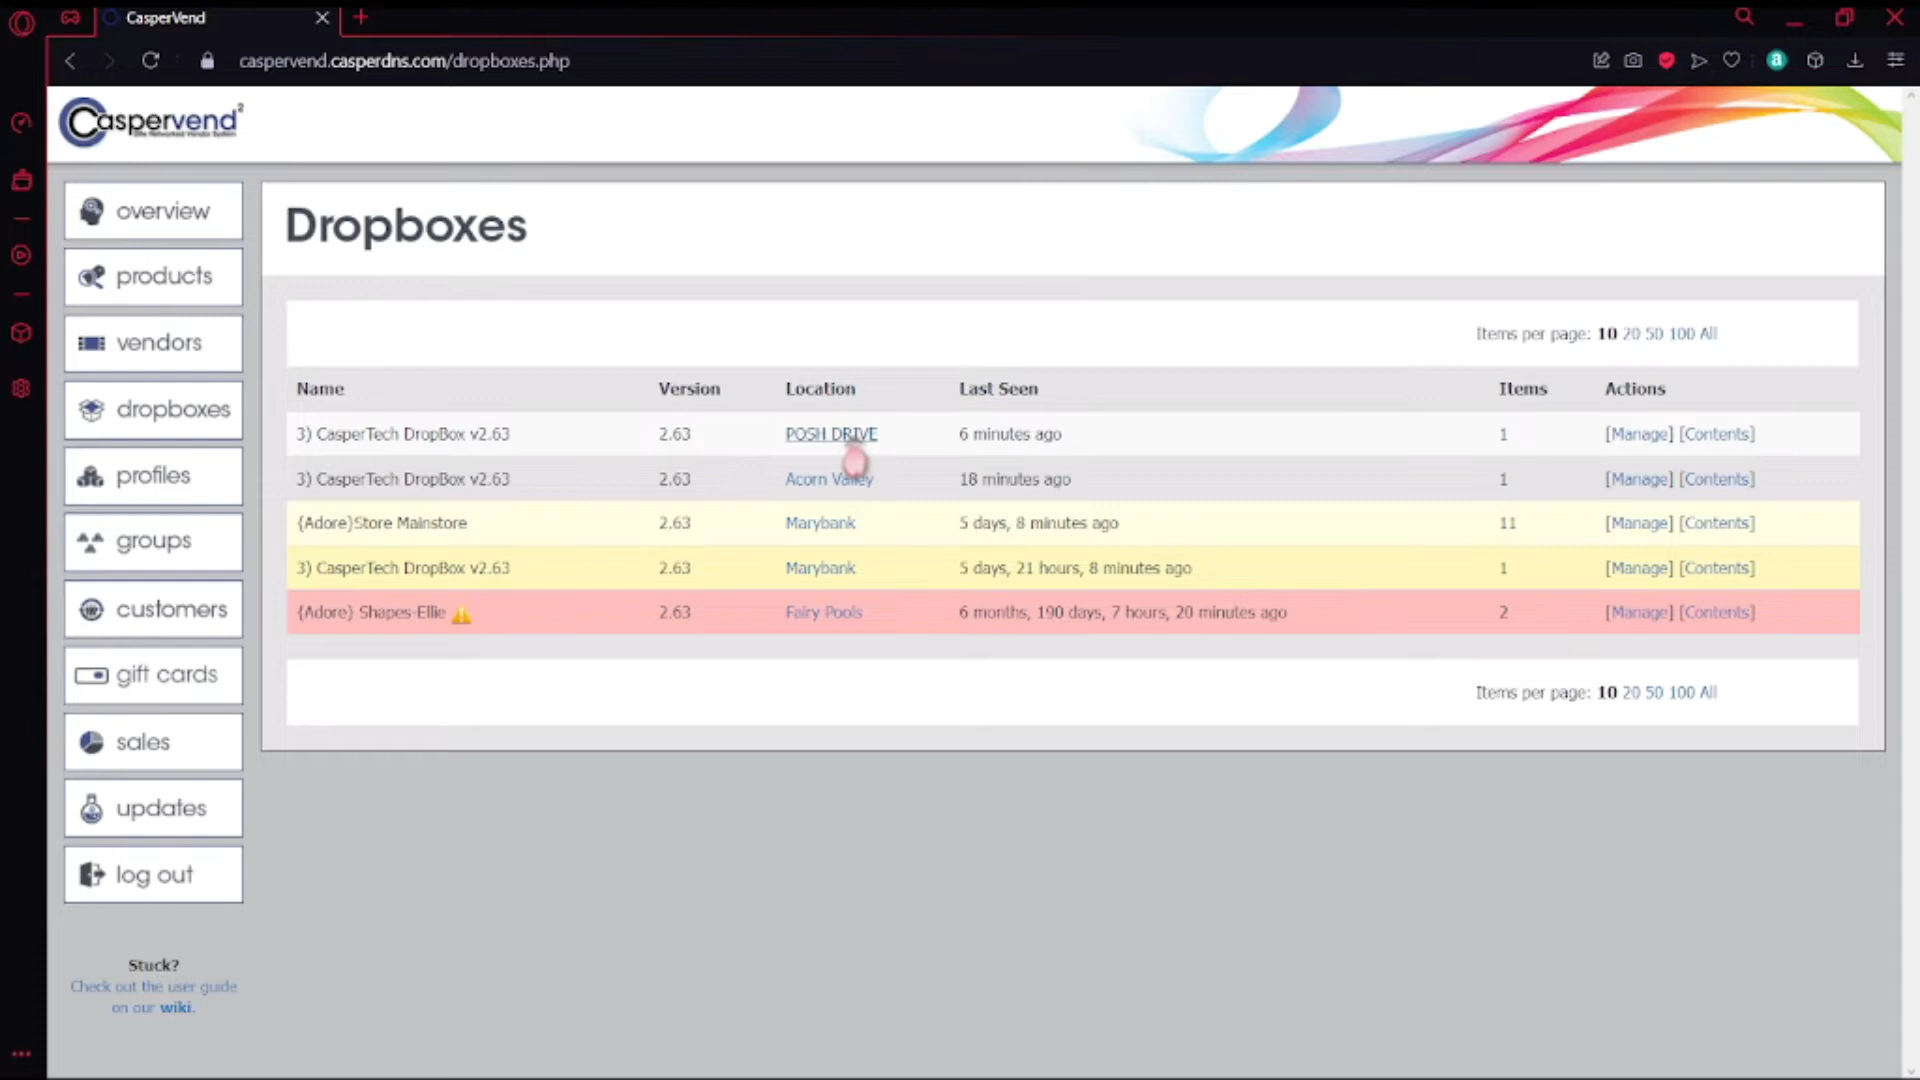 CasperVend
caspervend.casperdns.com/dropboxes.php
Caspervend2
overview
products
vendors
dropboxes
profiles
groups
customers
gift cards
sales
updates
log out
Stuck?
Check out the user guide
on our wiki.
Dropboxes
Items per page: 10 20 50 100 All
Name Version Location Last Seen Items Actions
3) CasperTech DropBox v2.63 2.63 POSH DRIVE 6 minutes ago 1 [Manage] [Contents]
3) CasperTech DropBox v2.63 2.63 Acorn Valley 18 minutes ago 1 [Manage] [Contents]
{Adore}Store Mainstore 2.63 Marybank 5 days, 8 minutes ago 11 [Manage] [Contents]
3) CasperTech DropBox v2.63 2.63 Marybank 5 days, 21 hours, 8 minutes ago 1 [Manage] [Contents]
{Adore} Shapes-Ellie 2.63 Fairy Pools 6 months, 190 days, 7 hours, 20 minutes ago 2 [Manage] [Contents]
Items per page: 10 20 50 100 All